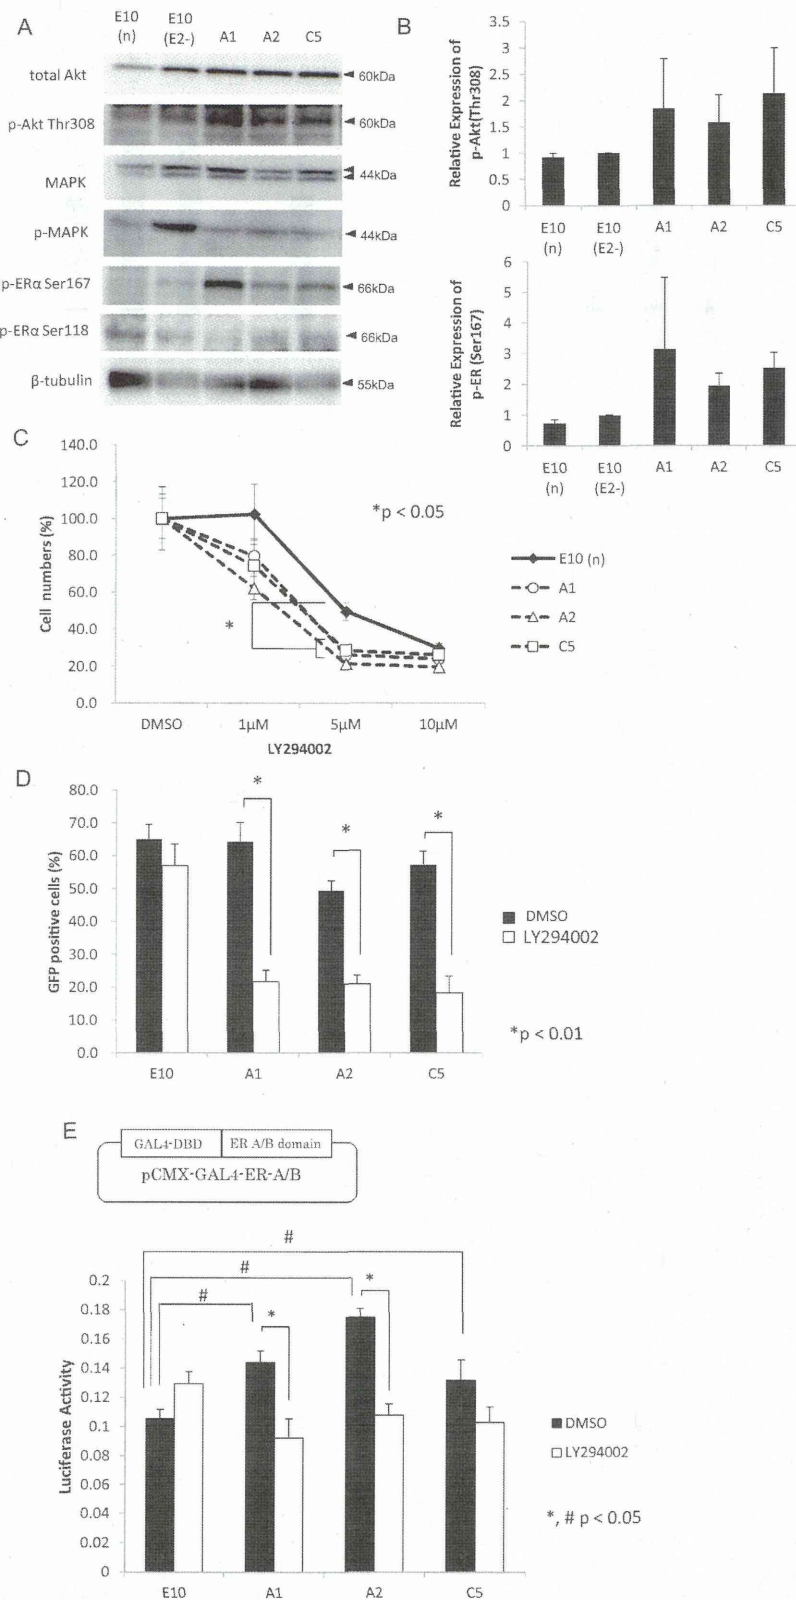 A
E10 (n)
E10 (E2-)
A1
A2
C5
total Akt
60kDa
p-Akt Thr308
60kDa
MAPK
44kDa
p-MAPK
44kDa
p-ERα Ser167
66kDa
p-ERα Ser118
66kDa
β-tubulin
55kDa
B
Relative Expression of
p-Akt(Thr308)
3.5
3
2.5
2
1.5
1
0.5
0
E10 (n)
E10 (E2-)
A1
A2
C5
Relative Expression of
p-ER (Ser167)
6
5
4
3
2
1
0
E10 (n)
E10 (E2-)
A1
A2
C5
C
Cell numbers (%)
140.0
120.0
100.0
80.0
60.0
40.0
20.0
0.0
*p < 0.05
*
DMSO
1μM
5μM
10μM
LY294002
E10 (n)
A1
A2
C5
D
GFP positive cells (%)
80.0
70.0
60.0
50.0
40.0
30.0
20.0
10.0
0.0
*
*
*
E10
A1
A2
C5
DMSO
LY294002
*p < 0.01
E
GAL4-DBD
ER A/B domain
pCMX-GAL4-ER-A/B
Luciferase Activity
0.2
0.18
0.16
0.14
0.12
0.1
0.08
0.06
0.04
0.02
0
#
#
#
*
*
E10
A1
A2
C5
DMSO
LY294002
*, # p < 0.05